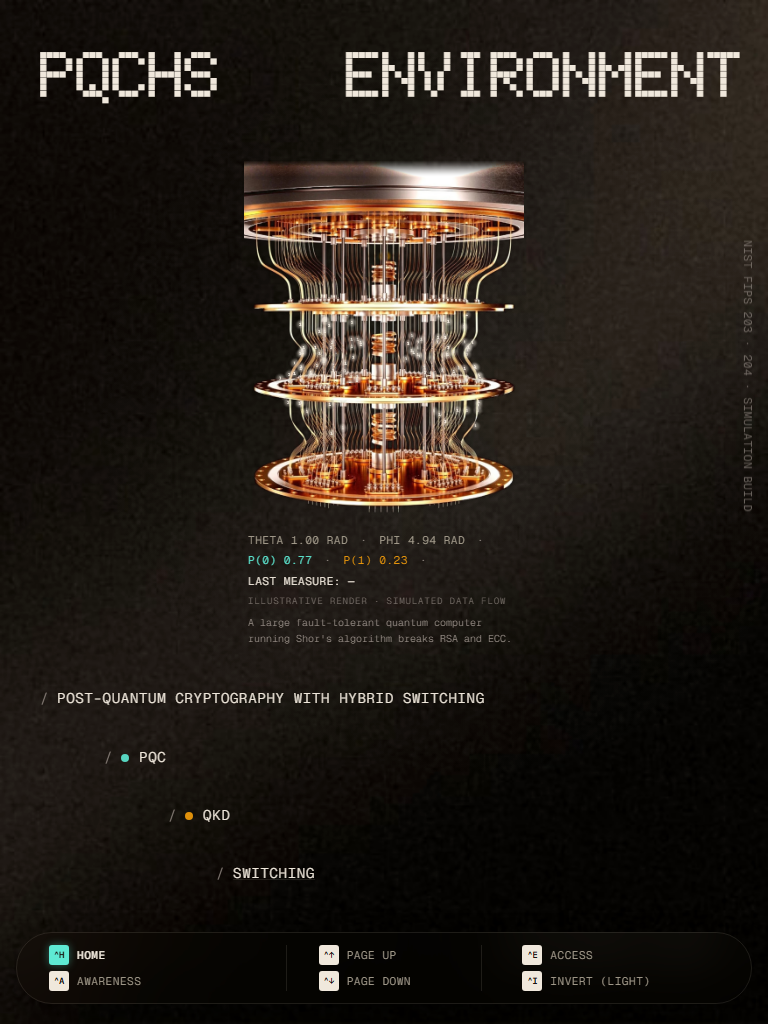 PQCHS ENVIRONMENT
NIST FIPS 203 · 204 · SIMULATION BUILD
THETA 1.00 RAD · PHI 4.94 RAD ·
P(0) 0.77 · P(1) 0.23 ·
LAST MEASURE: —
ILLUSTRATIVE RENDER · SIMULATED DATA FLOW
A large fault-tolerant quantum computer
running Shor's algorithm breaks RSA and ECC.
/ POST-QUANTUM CRYPTOGRAPHY WITH HYBRID SWITCHING
/ ● PQC
/ ● QKD
/ SWITCHING
^H HOME
^A AWARENESS
^↑ PAGE UP
^↓ PAGE DOWN
^E ACCESS
^I INVERT (LIGHT)